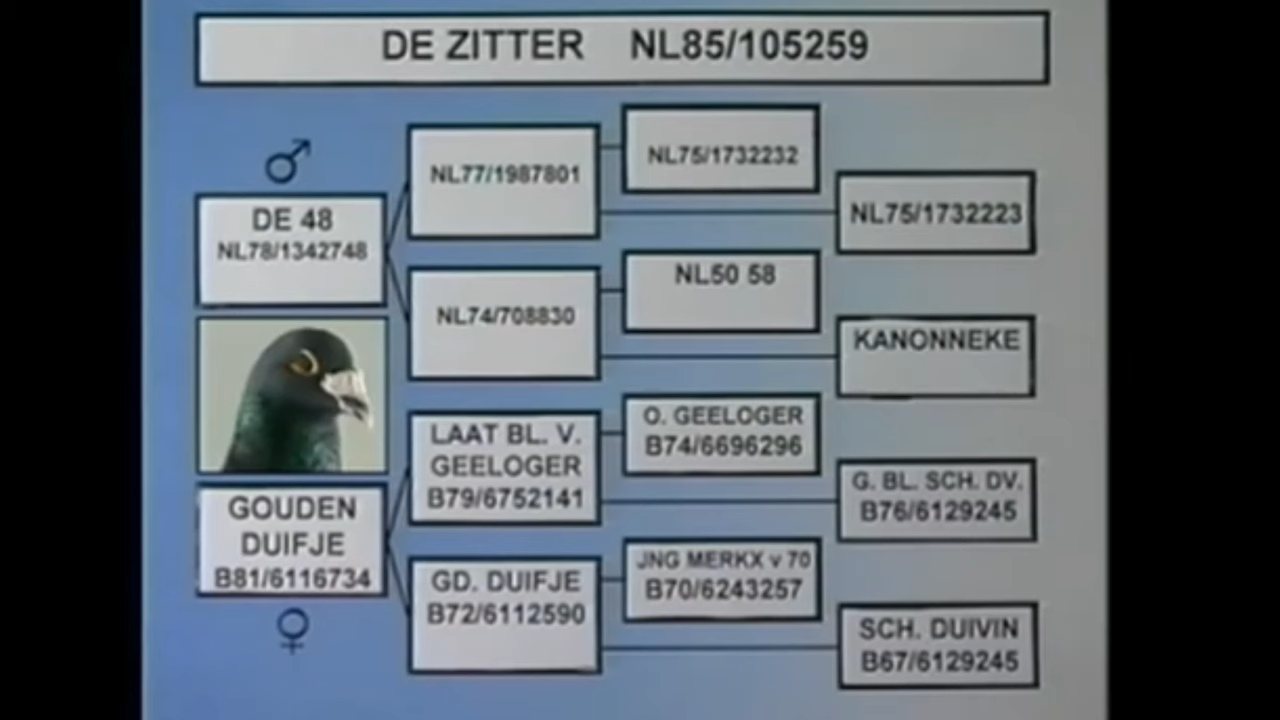 DE ZITTER NL85/105259
DE 48
NL78/1342748
GOUDEN
DUIFJE
B81/6116734
NL77/1987801
NL74/708830
LAAT BL. V.
GEELOGER
B79/6752141
GD. DUIFJE
B72/6112590
NL75/1732232
NL50 58
O. GEELOGER
B74/6696296
JNG MERKX v 70
B70/6243257
NL75/1732223
KANONNEKE
G. BL. SCH. DV.
B76/6129245
SCH. DUIVIN
B67/6129245